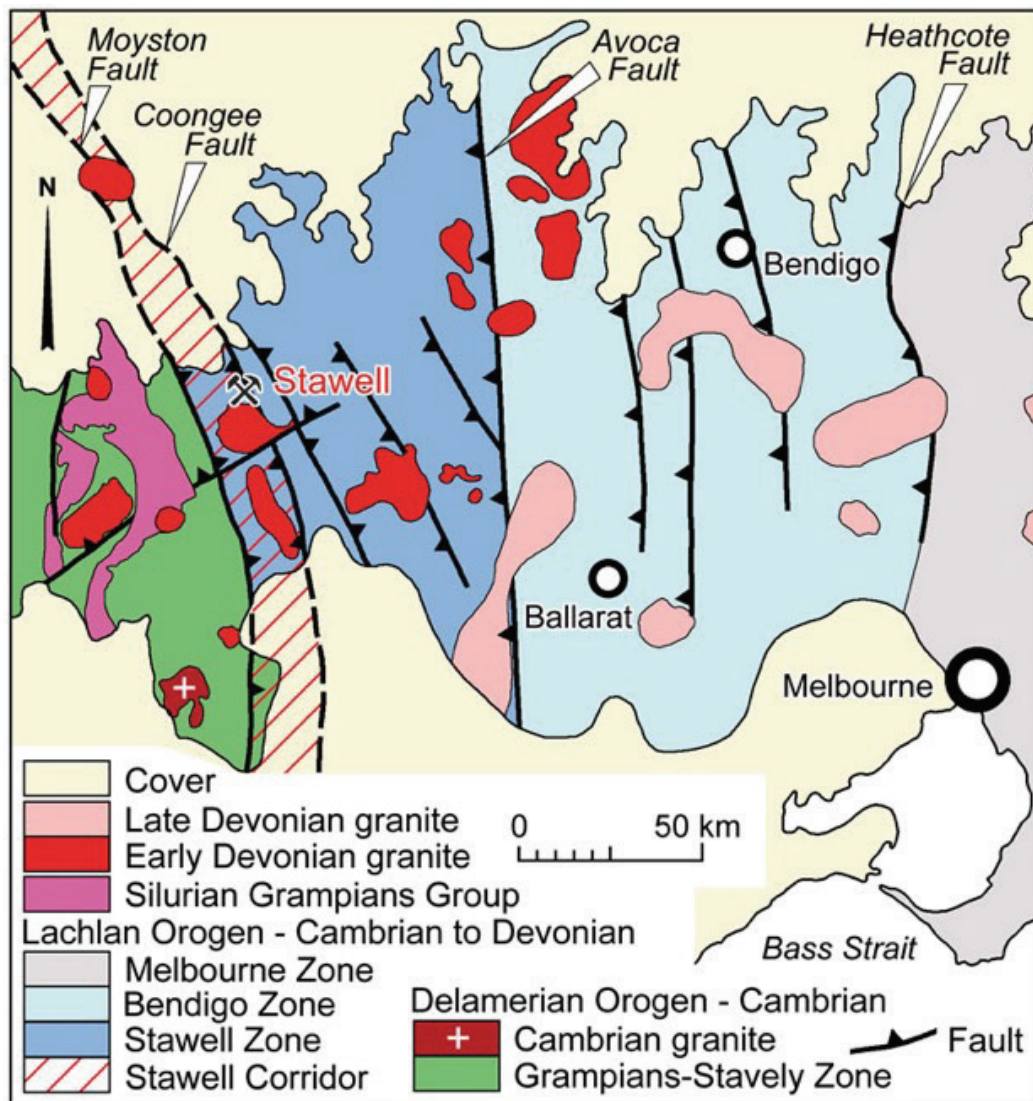 Moyston
Fault
Coongee
Fault
Avoca
Fault
Heathcote
Fault
N
Bendigo
Stawell
Ballarat
Melbourne
Cover
Late Devonian granite
Early Devonian granite
Silurian Grampians Group
Lachlan Orogen - Cambrian to Devonian
Melbourne Zone
Bendigo Zone
Stawell Zone
Stawell Corridor
0 50 km
Bass Strait
Delamerian Orogen - Cambrian
Cambrian granite
Grampians-Stavely Zone
Fault